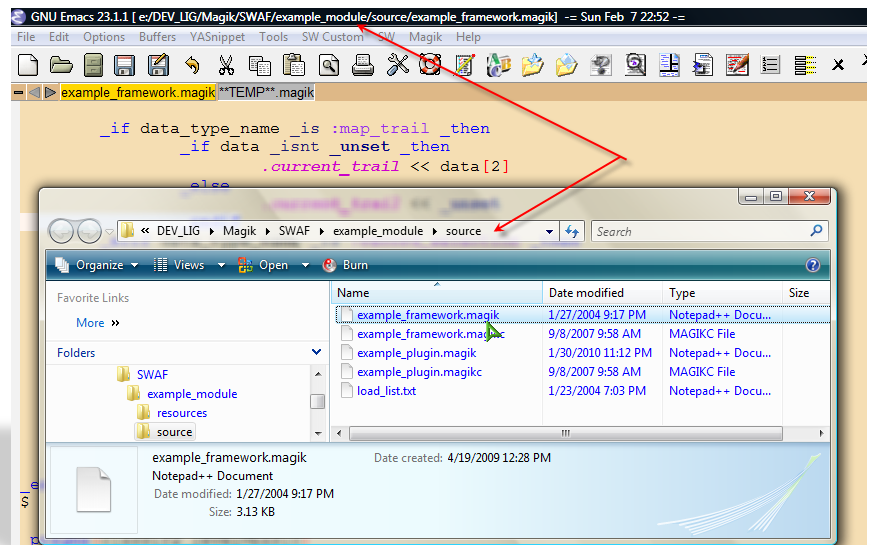 GNU Emacs 23.1.1 [ e:/DEV_LIG/Magik/SWAF/example_module/source/example_framework.magik] -= Sun Feb 7 22:52 -=
File Edit Options Buffers YASnippet Tools SW Custom SW Magik Help
example_framework.magik **TEMP**.magik
_if data_type_name _is :map_trail _then
_if data _isnt _unset _then
.current_trail << data[2]
_else
.current_trail << _unset
« DEV_LIG Magik SWAF example_module source Search
Organize Views Open Burn
Favorite Links
More »
Folders
SWAF
example_module
resources
source
Name Date modified Type Size
example_framework.magik 1/27/2004 9:17 PM Notepad++ Docu...
example_framework.magikc 9/8/2007 9:58 AM MAGIKC File
example_plugin.magik 1/30/2010 11:12 PM Notepad++ Docu...
example_plugin.magikc 9/8/2007 9:58 AM MAGIKC File
load_list.txt 1/23/2004 7:03 PM Notepad++ Docu...
example_framework.magik Date created: 4/19/2009 12:28 PM
Notepad++ Document
Date modified: 1/27/2004 9:17 PM
Size: 3.13 KB
$